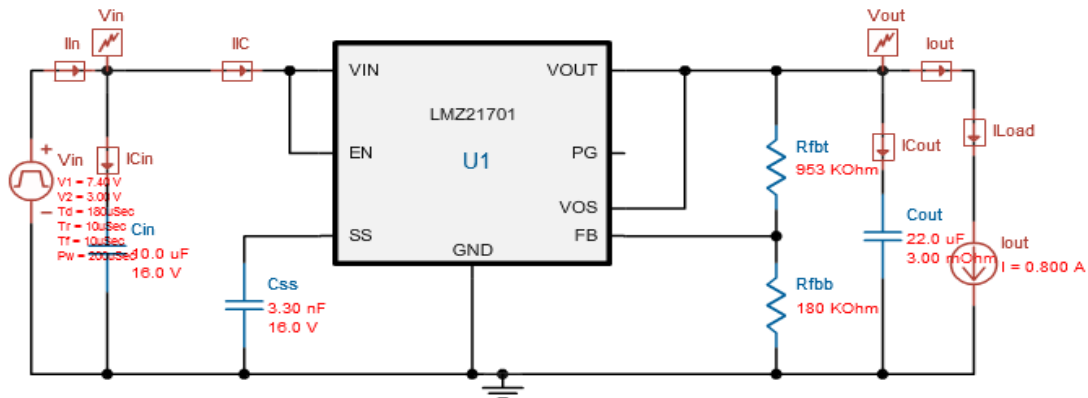 Vin
Vout
IIn
IIC
Iout
VIN
VOUT
LMZ21701
ICin
EN
U1
PG
Rfbt
953 KOhm
ICout
ILoad
Vin
V1 = 7.40 V
V2 = 3.00 V
Td = 180uSec
Tr = 10uSec
Tf = 10uSec
Pw = 200uSec
Cin
10.0 uF
16.0 V
VOS
SS
FB
GND
Cout
22.0 uF
3.00 mOhm
Iout
I = 0.800 A
Css
3.30 nF
16.0 V
Rfbb
180 KOhm